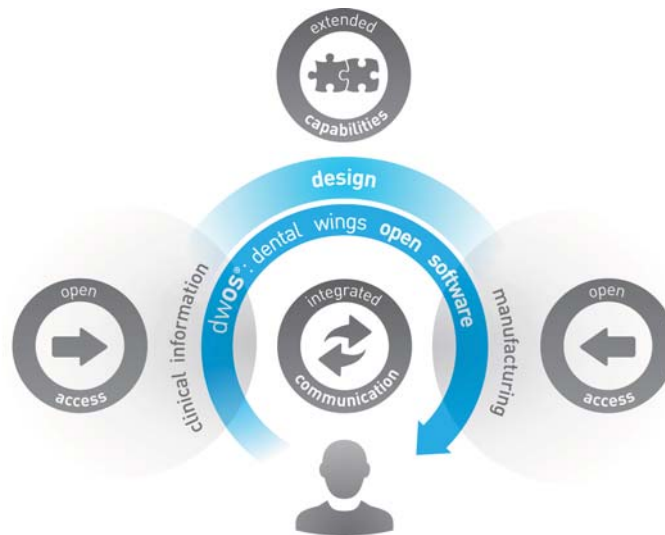 extended
capabilities
design
dwos®: dental wings open software
open
access
clinical information
integrated
communication
manufacturing
open
access